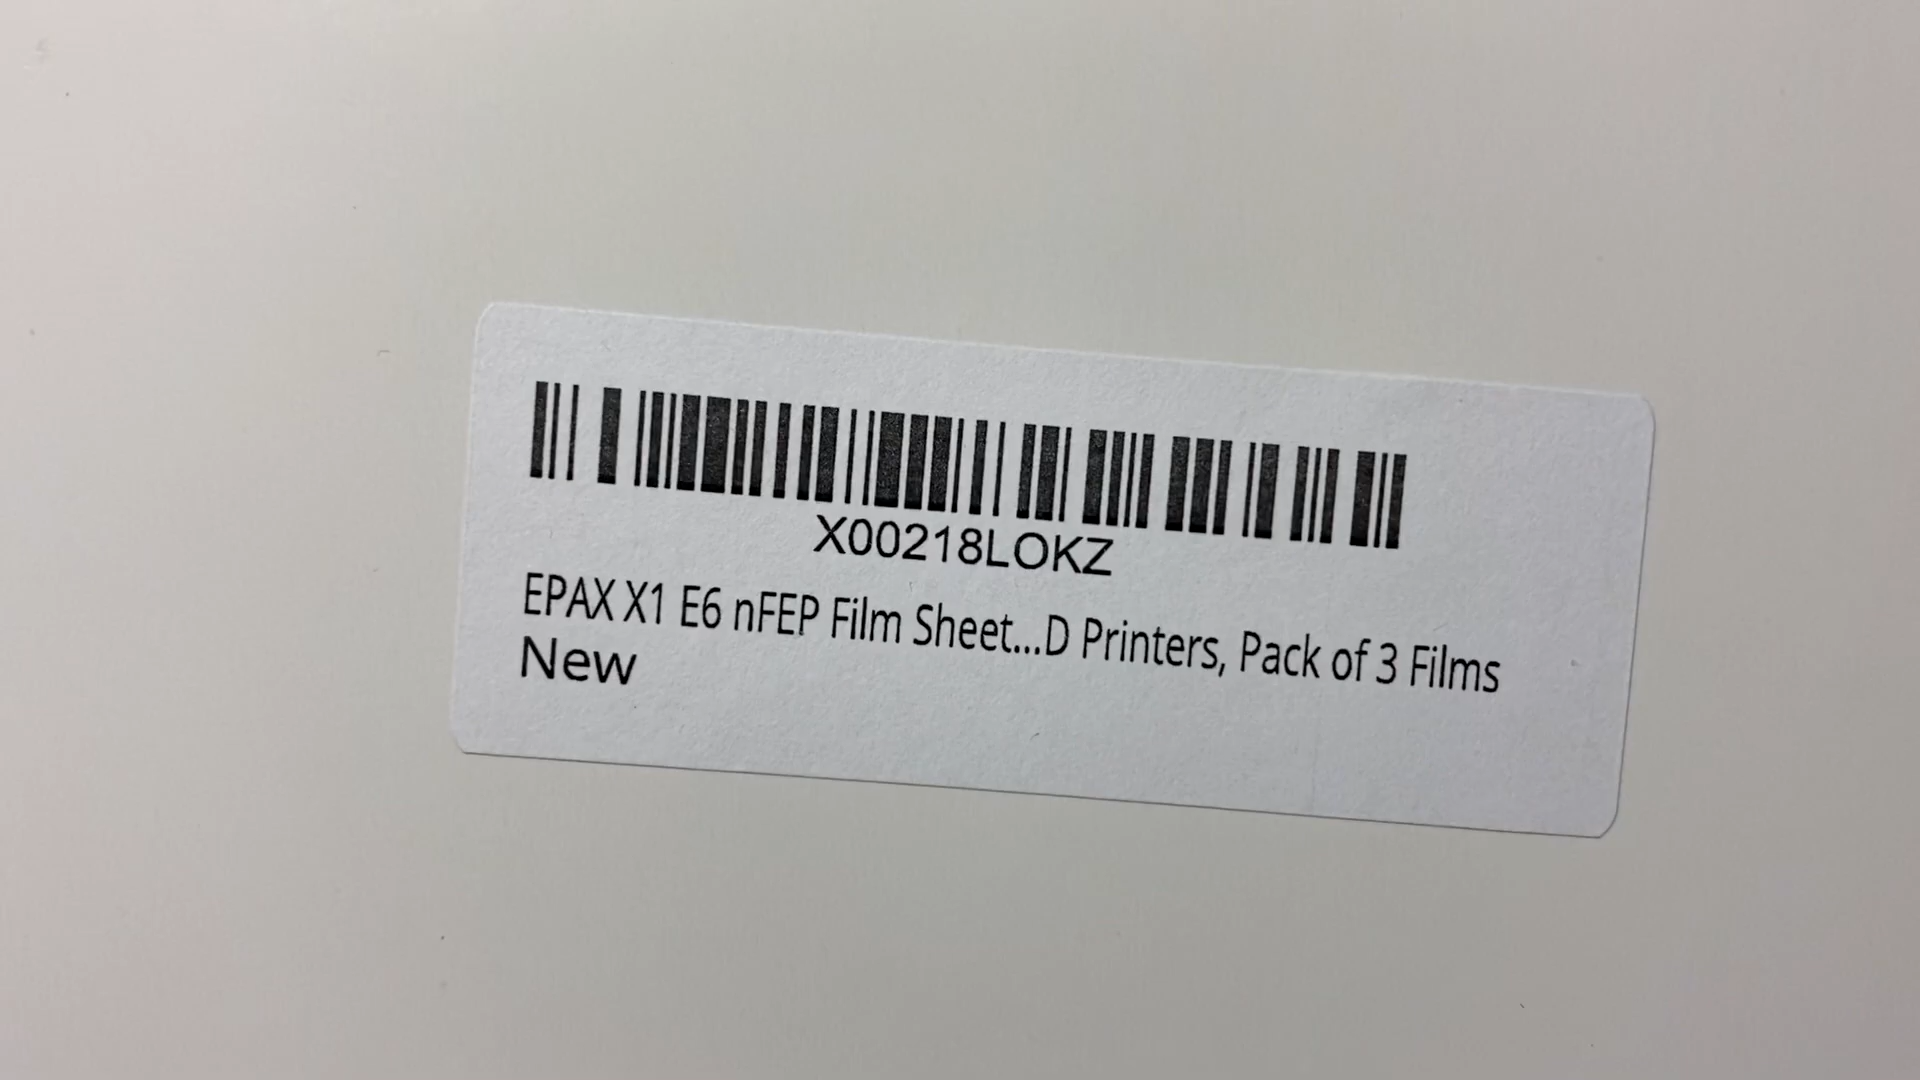 X00218LOKZ
EPAX X1 E6 nFEP Film Sheet...D Printers, Pack of 3 Films
New